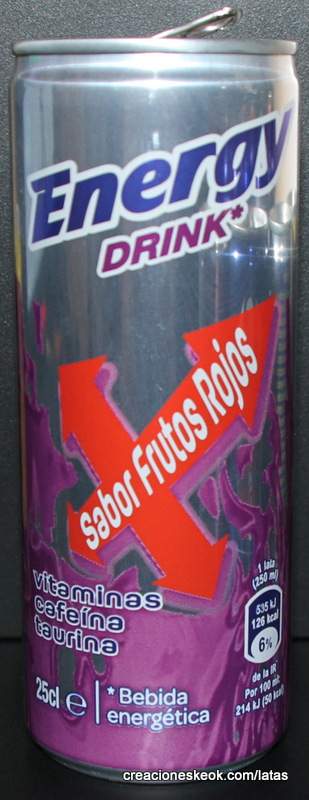 Energy
DRINK*
Sabor Frutos Rojos
vitaminas
cafeína
taurina
1 lata
(250 ml)
535 kJ
126 kcal
6%
de la IR*
Por 100 ml:
214 kJ (50 kcal)
25cl e
*Bebida
energética
creacioneskeok.com/latas